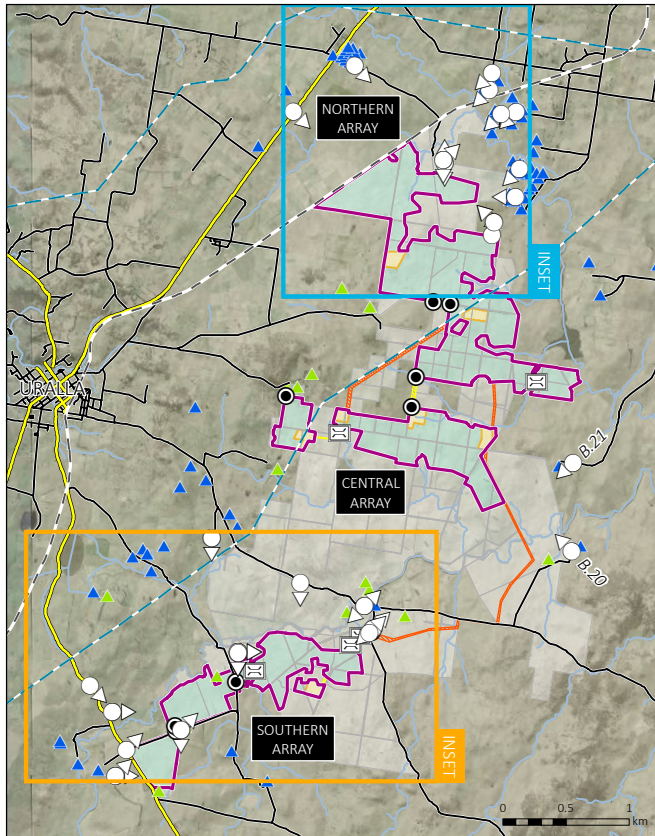 NORTHERN
ARRAY
INSET
URALLA
B.21
CENTRAL
ARRAY
B.20
SOUTHERN
ARRAY
INSET
0 0.5 1
km